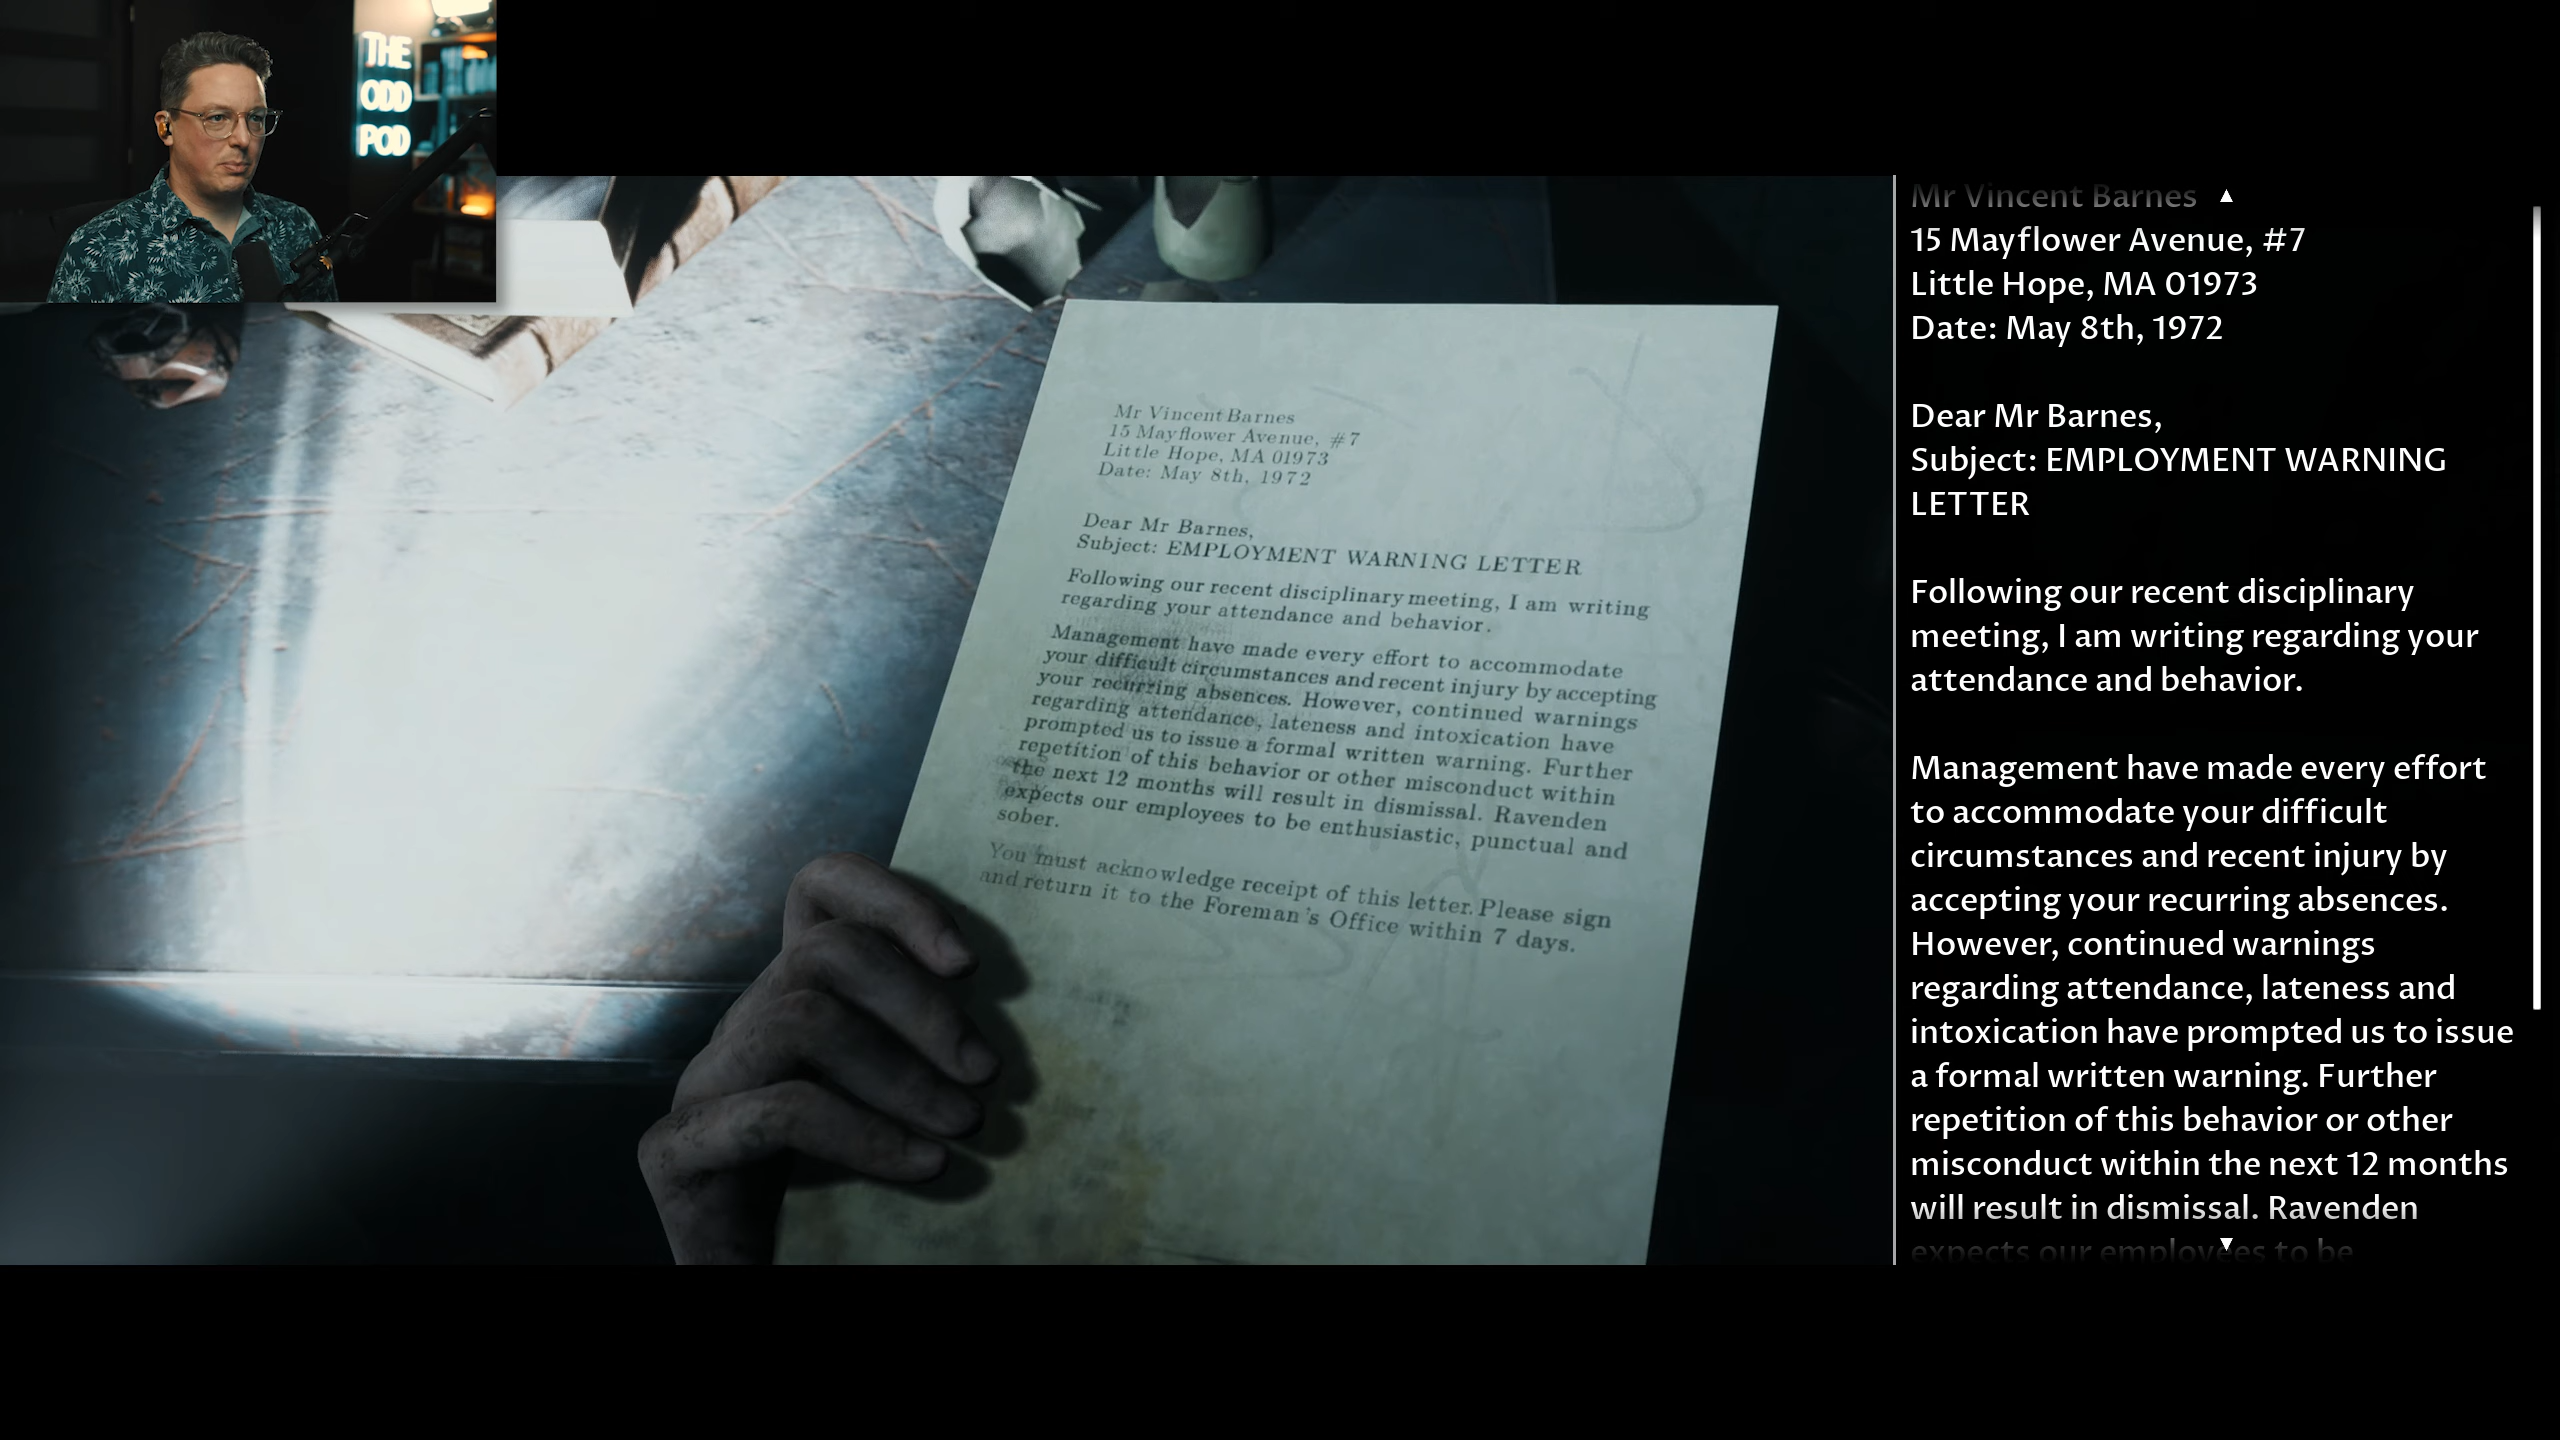 THE
ODD
POD
Mr Vincent Barnes
15 Mayflower Avenue, #7
Little Hope, MA 01973
Date: May 8th, 1972
Dear Mr Barnes,
Subject: EMPLOYMENT WARNING LETTER
Following our recent disciplinary meeting, I am writing
regarding your attendance and behavior.
Management have made every effort to accommodate
your difficult circumstances and recent injury by accepting
your recurring absences. However, continued warnings
regarding attendance, lateness and intoxication have
prompted us to issue a formal written warning. Further
repetition of this behavior or other misconduct within
the next 12 months will result in dismissal. Ravenden
expects our employees to be enthusiastic, punctual and
sober.
You must acknowledge receipt of this letter. Please sign
and return it to the Foreman's Office within 7 days.
Mr Vincent Barnes
15 Mayflower Avenue, #7
Little Hope, MA 01973
Date: May 8th, 1972
Dear Mr Barnes,
Subject: EMPLOYMENT WARNING
LETTER
Following our recent disciplinary
meeting, I am writing regarding your
attendance and behavior.
Management have made every effort
to accommodate your difficult
circumstances and recent injury by
accepting your recurring absences.
However, continued warnings
regarding attendance, lateness and
intoxication have prompted us to issue
a formal written warning. Further
repetition of this behavior or other
misconduct within the next 12 months
will result in dismissal. Ravenden
expects our employees to be